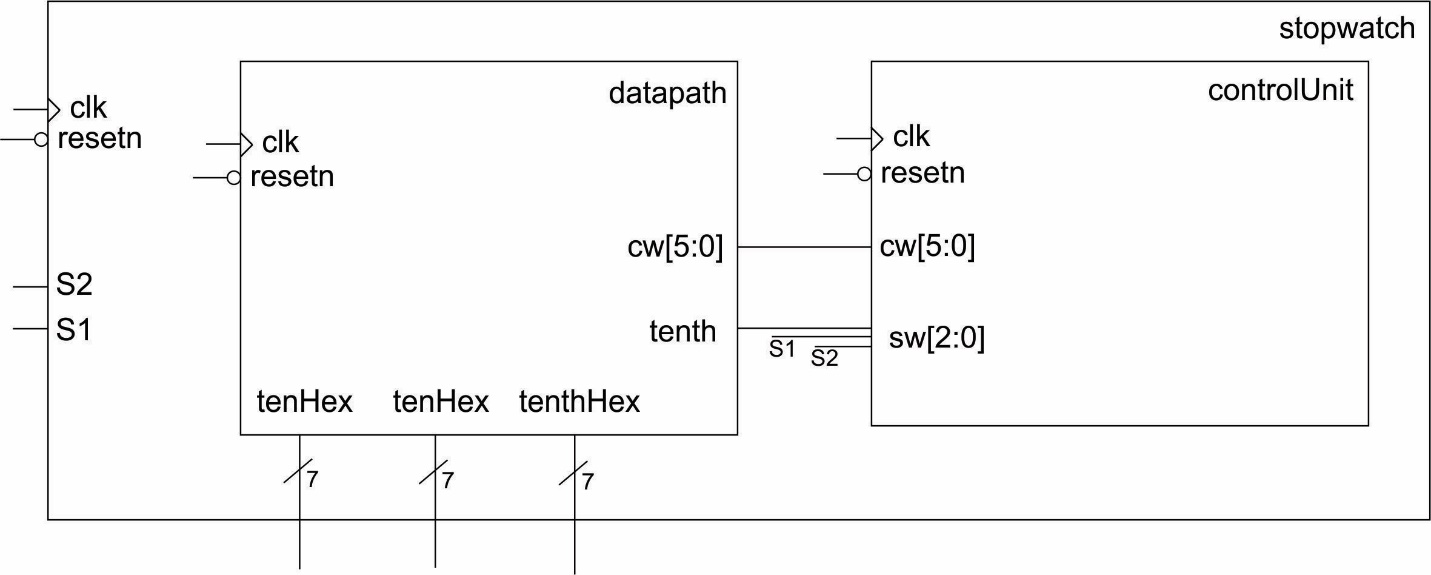 stopwatch
datapath
controlUnit
clk
resetn
clk
resetn
clk
resetn
cw[5:0]
cw[5:0]
S2
S1
tenth
S1
S2
sw[2:0]
tenHex
tenHex
tenthHex
7
7
7